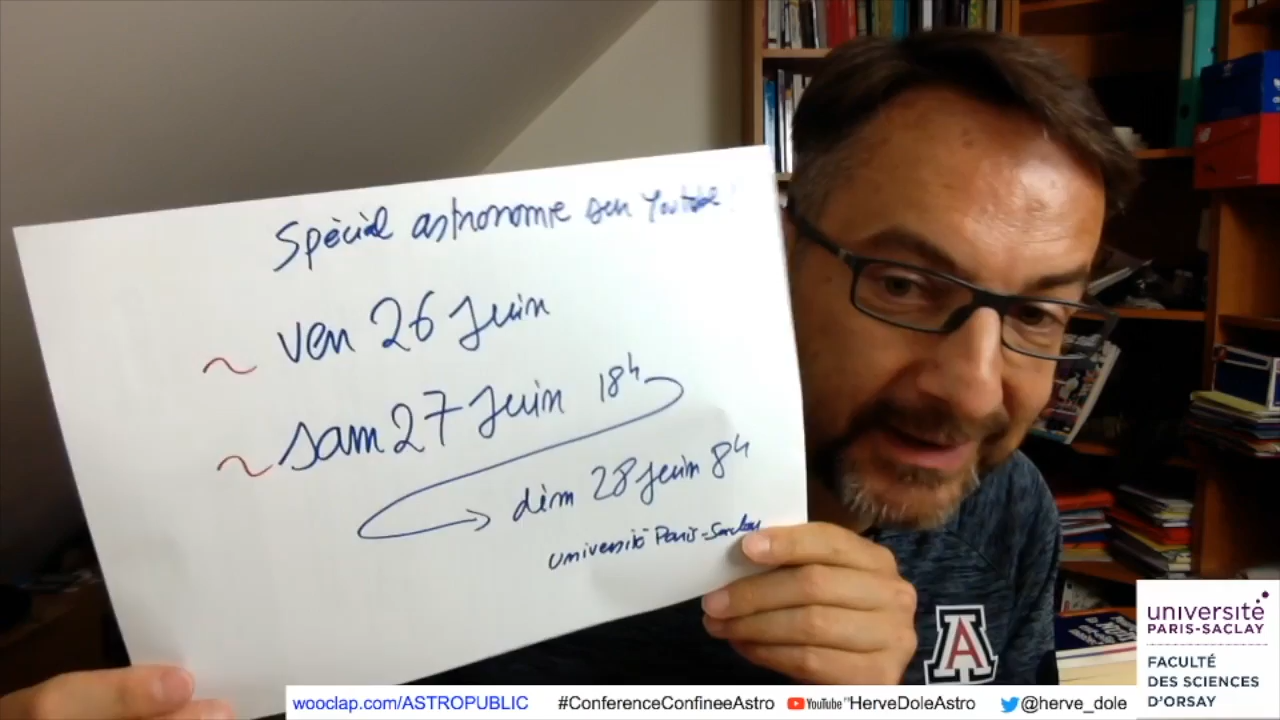 Spécial astronomie sur Youtube !
~ ven 26 Juin
~ sam 27 Juin 18h
→ dim 28 Juin 8h
université Paris-Saclay
A
wooclap.com/ASTROPUBLIC #ConferenceConfineeAstro YouTube HerveDoleAstro @herve_dole
université
PARIS-SACLAY
FACULTÉ
DES SCIENCES
D'ORSAY